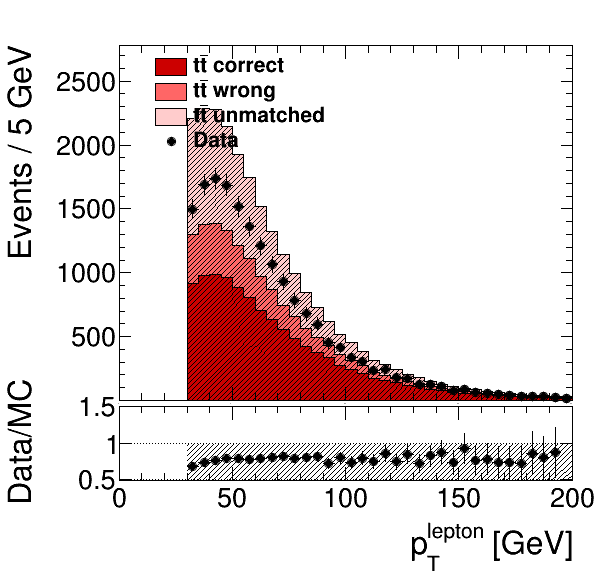 Events / 5 GeV
2500
2000
1500
1000
500
tt̅ correct
tt̅ wrong
tt̅ unmatched
Data
Data/MC
1.5
1
0.5
0 50 100 150 200
p_T^lepton [GeV]